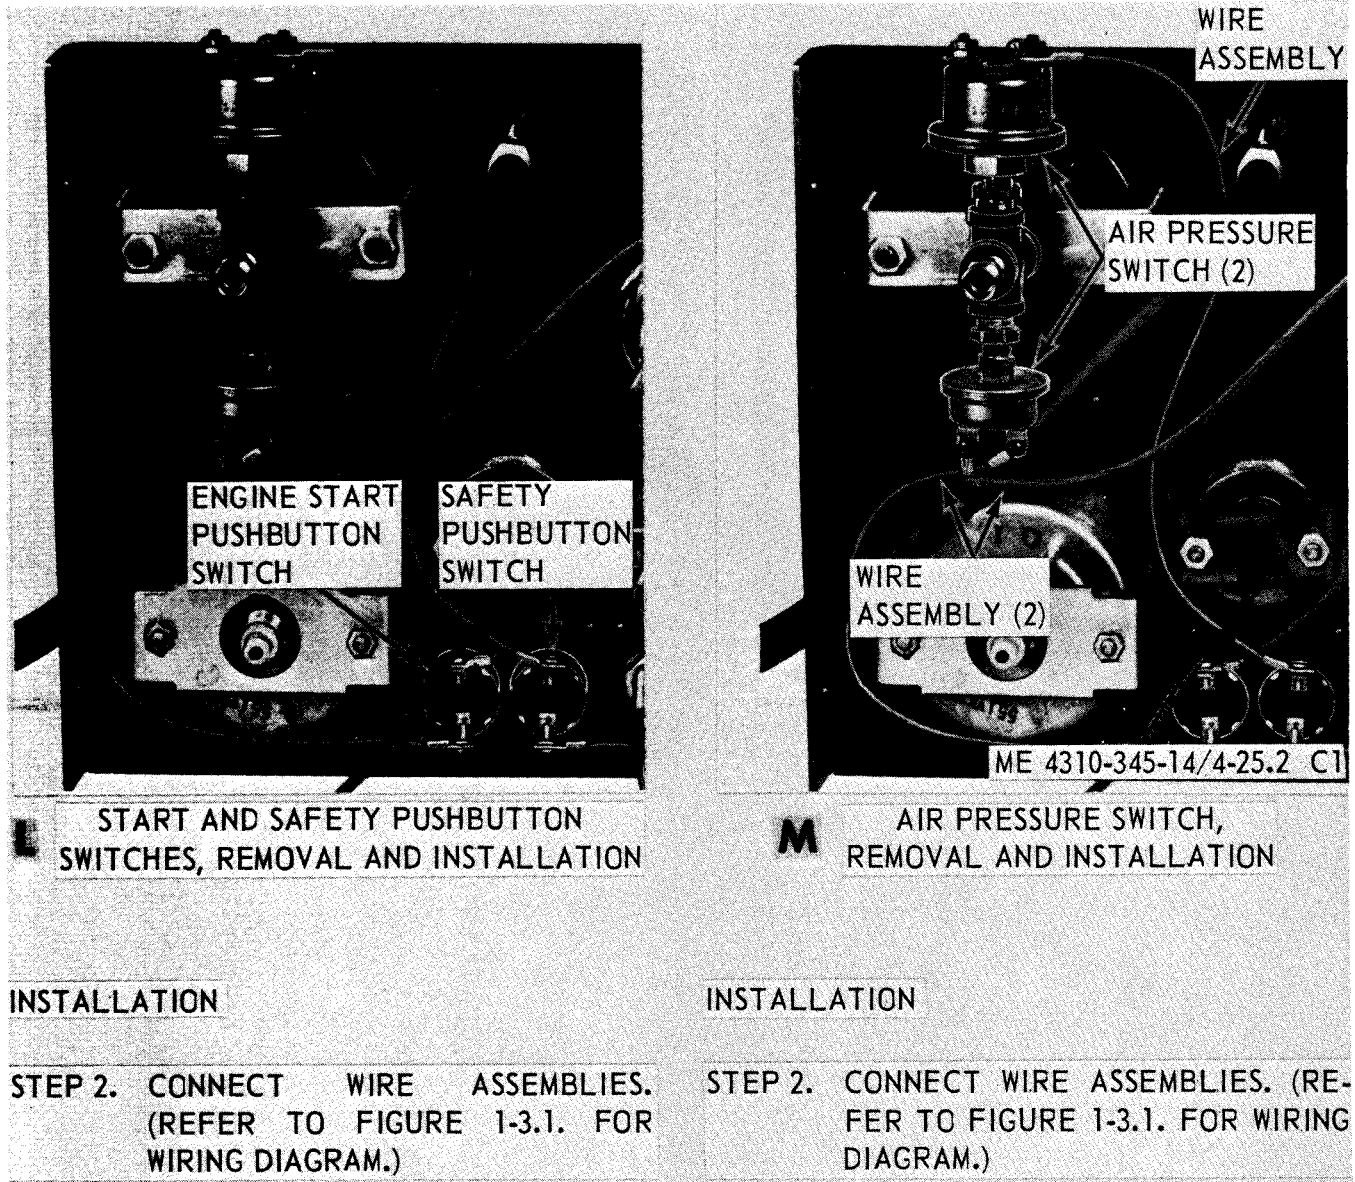 ENGINE START
PUSHBUTTON
SWITCH
SAFETY
PUSHBUTTON
SWITCH
L
START AND SAFETY PUSHBUTTON
SWITCHES, REMOVAL AND INSTALLATION
INSTALLATION
STEP 2. CONNECT WIRE ASSEMBLIES.
(REFER TO FIGURE 1-3.1. FOR
WIRING DIAGRAM.)
WIRE
ASSEMBLY
AIR PRESSURE
SWITCH (2)
WIRE
ASSEMBLY (2)
ME 4310-345-14/4-25.2 C1
M
AIR PRESSURE SWITCH,
REMOVAL AND INSTALLATION
INSTALLATION
STEP 2. CONNECT WIRE ASSEMBLIES. (RE-
FER TO FIGURE 1-3.1. FOR WIRING
DIAGRAM.)